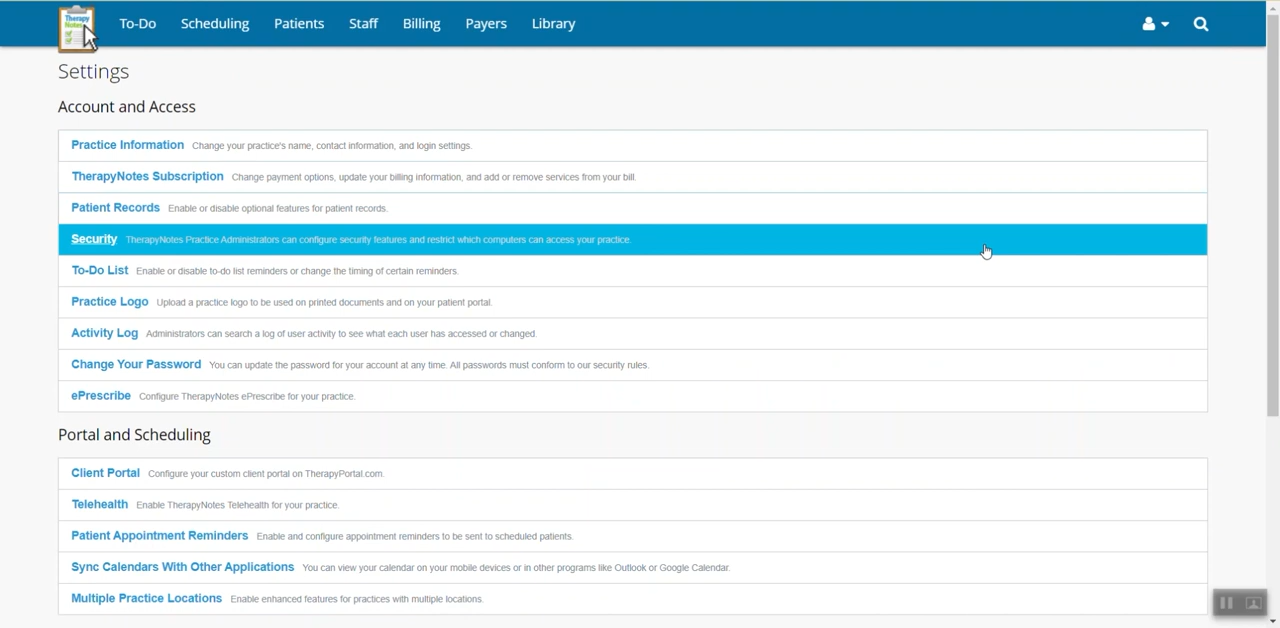 Therapy
Notes
To-Do Scheduling Patients Staff Billing Payers Library
Settings
Account and Access
Practice Information Change your practice's name, contact information, and login settings.
TherapyNotes Subscription Change payment options, update your billing information, and add or remove services from your bill.
Patient Records Enable or disable optional features for patient records.
Security TherapyNotes Practice Administrators can configure security features and restrict which computers can access your practice.
To-Do List Enable or disable to-do list reminders or change the timing of certain reminders.
Practice Logo Upload a practice logo to be used on printed documents and on your patient portal.
Activity Log Administrators can search a log of user activity to see what each user has accessed or changed.
Change Your Password You can update the password for your account at any time. All passwords must conform to our security rules.
ePrescribe Configure TherapyNotes ePrescribe for your practice.
Portal and Scheduling
Client Portal Configure your custom client portal on TherapyPortal.com.
Telehealth Enable TherapyNotes Telehealth for your practice.
Patient Appointment Reminders Enable and configure appointment reminders to be sent to scheduled patients.
Sync Calendars With Other Applications You can view your calendar on your mobile devices or in other programs like Outlook or Google Calendar.
Multiple Practice Locations Enable enhanced features for practices with multiple locations.